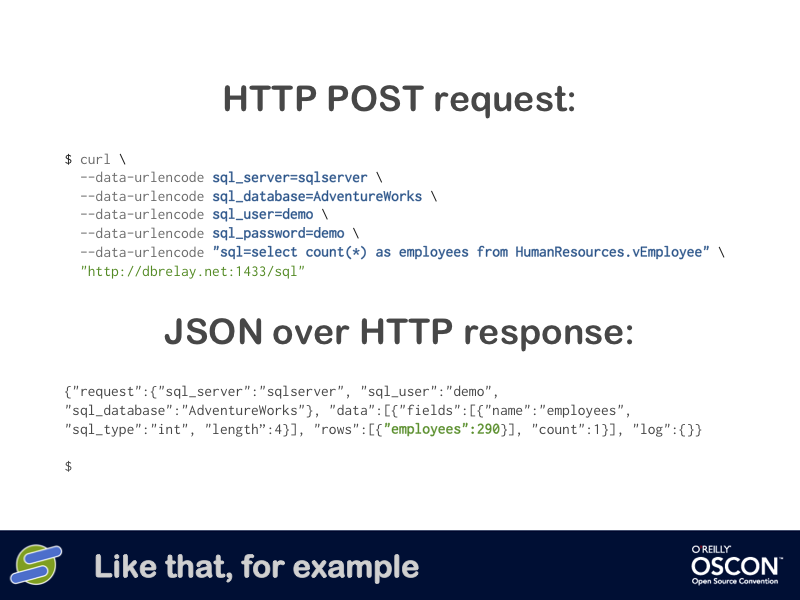 HTTP POST request:
$ curl \
--data-urlencode sql_server=sqlserver \
--data-urlencode sql_database=AdventureWorks \
--data-urlencode sql_user=demo \
--data-urlencode sql_password=demo \
--data-urlencode "sql=select count(*) as employees from HumanResources.vEmployee" \
"http://dbrelay.net:1433/sql"
JSON over HTTP response:
{"request":{"sql_server":"sqlserver", "sql_user":"demo",
"sql_database":"AdventureWorks"}, "data":[{"fields":[{"name":"employees",
"sql_type":"int", "length”:4}], "rows":[{"employees":290}], "count":1}], "log":{}}
$
Like that, for example
O'REILLY
OSCON™
Open Source Convention